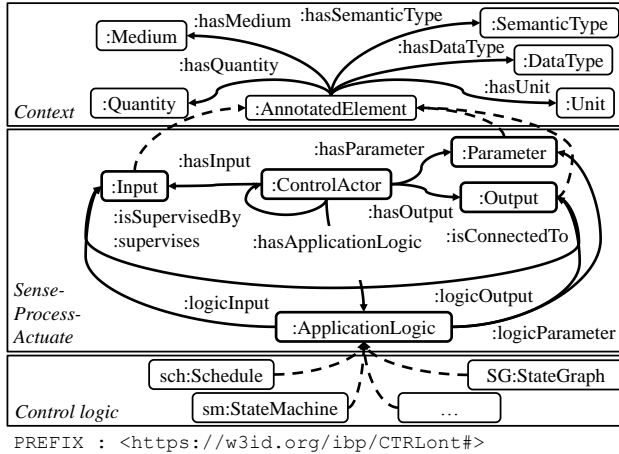 :hasMedium
:hasSemanticType
:Medium
:SemanticType
:hasDataType
:hasQuantity
:DataType
:hasUnit
:Quantity
:AnnotatedElement
:Unit
Context
:hasInput
:hasParameter
:Parameter
:Input
:ControlActor
:Output
:hasOutput
:isSupervisedBy
:supervises
:hasApplicationLogic
:isConnectedTo
Sense-
Process-
Actuate
:logicInput
:logicOutput
:ApplicationLogic
:logicParameter
sch:Schedule
SG:StateGraph
sm:StateMachine
…
Control logic
PREFIX : <https://w3id.org/ibp/CTRLont#>